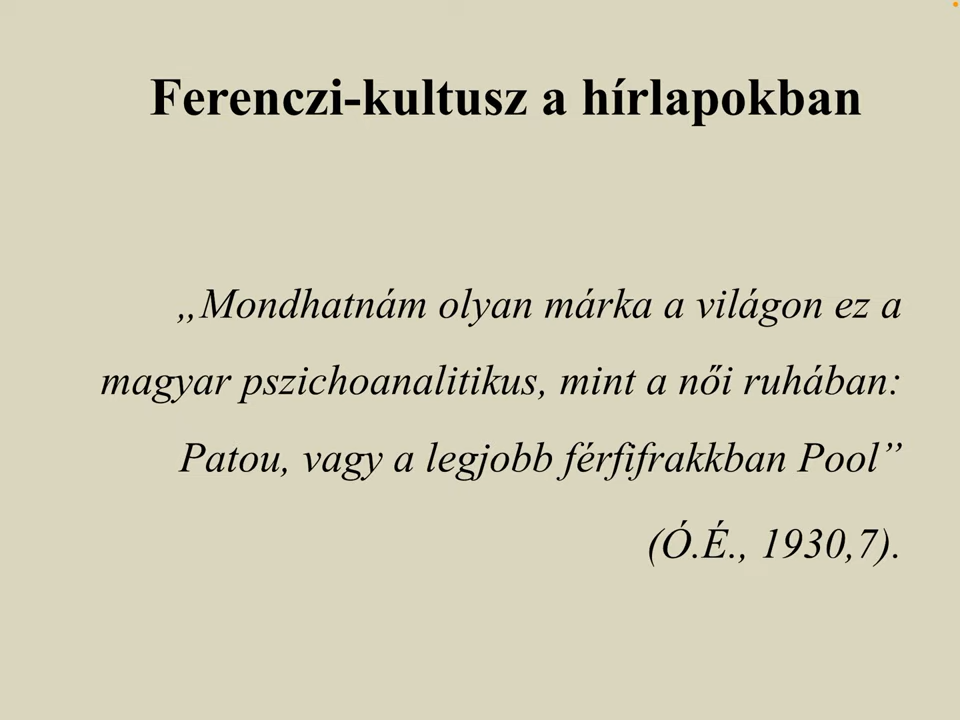 Ferenczi-kultusz a hírlapokban
„Mondhatnám olyan márka a világon ez a
magyar pszichoanalitikus, mint a női ruhában:
Patou, vagy a legjobb férfifrakkban Pool”
(Ó.É., 1930,7).